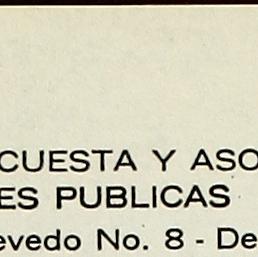 CUESTA Y ASO
ES PUBLICAS
evedo No. 8 - De